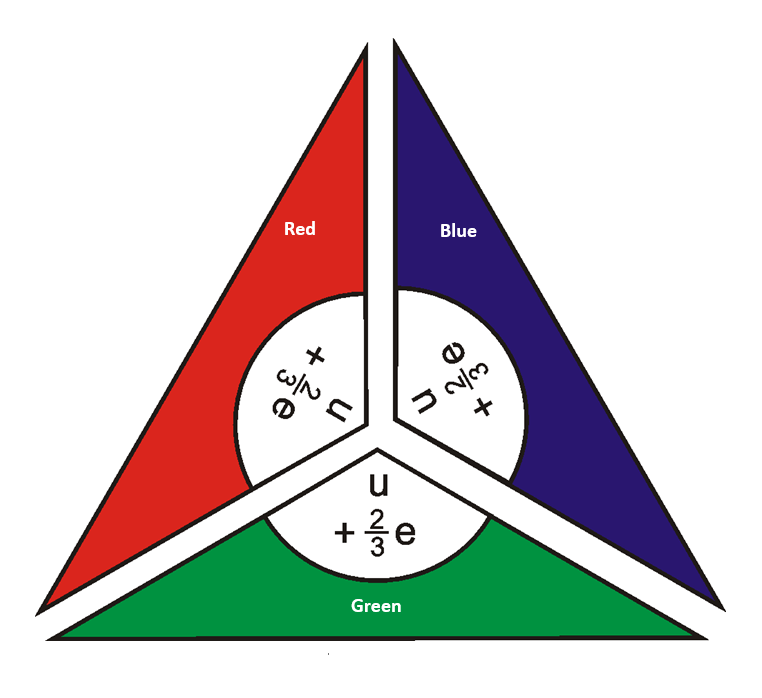 Red
Blue
u
+ 2/3 e
u
+ 2/3 e
u
+ 2/3 e
Green